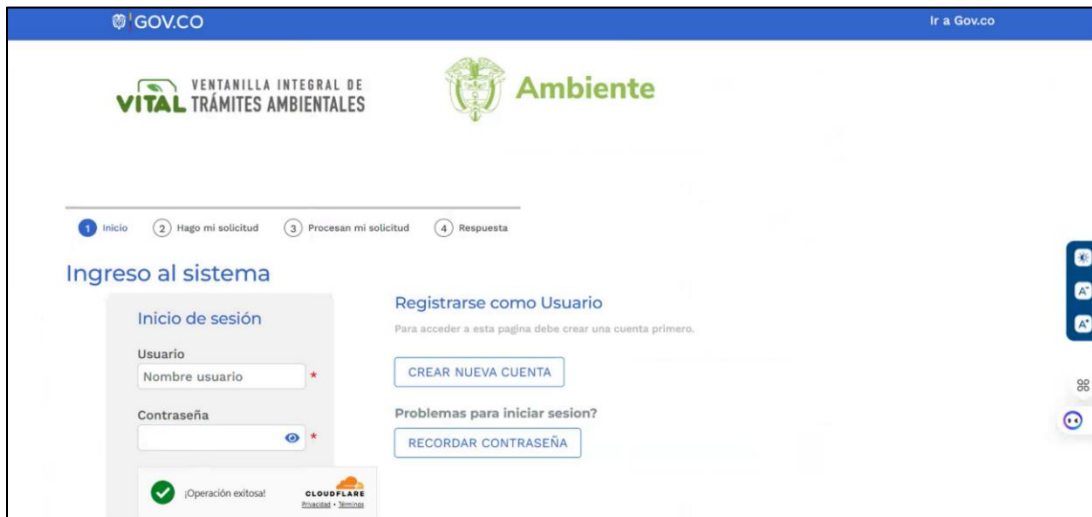 GOV.CO
Ir a Gov.co
VENTANILLA INTEGRAL DE
VITAL TRÁMITES AMBIENTALES
Ambiente
1 Inicio 2 Hago mi solicitud 3 Procesan mi solicitud 4 Respuesta
Ingreso al sistema
Inicio de sesión
Usuario
Nombre usuario *
Contraseña
*
¡Operación exitosa!
CLOUDFLARE
Privacidad • Términos
Registrarse como Usuario
Para acceder a esta pagina debe crear una cuenta primero.
CREAR NUEVA CUENTA
Problemas para iniciar sesion?
RECORDAR CONTRASEÑA